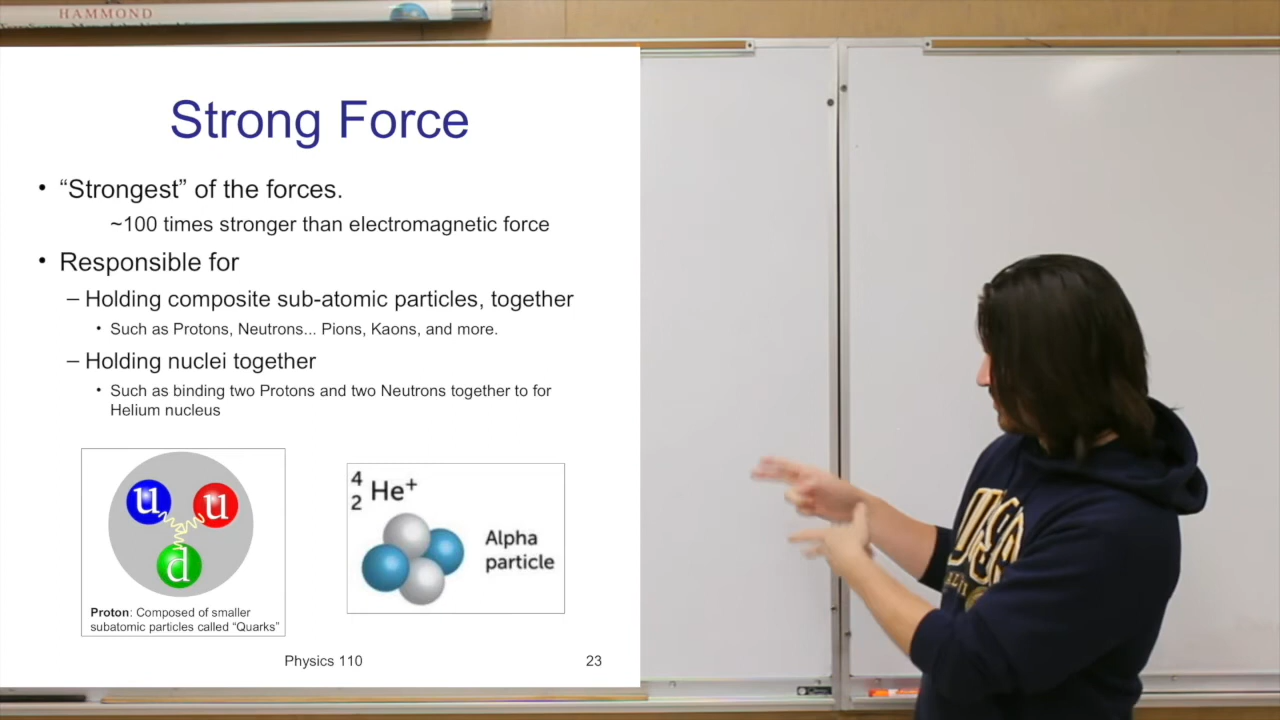 HAMMOND
Strong Force
• “Strongest” of the forces.
~100 times stronger than electromagnetic force
• Responsible for
– Holding composite sub-atomic particles, together
• Such as Protons, Neutrons... Pions, Kaons, and more.
– Holding nuclei together
• Such as binding two Protons and two Neutrons together to for
Helium nucleus
u u
d
Proton: Composed of smaller
subatomic particles called “Quarks”
4
2 He+
Alpha
particle
Physics 110 23